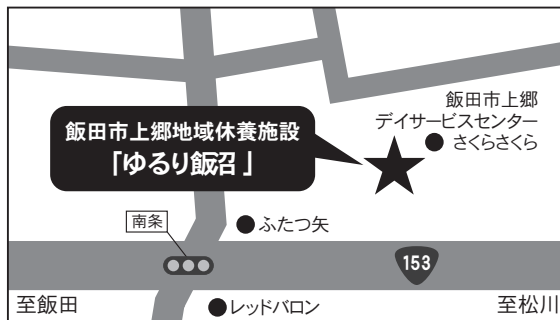 飯田市上郷
デイサービスセンター
さくらさくら
飯田市上郷地域休養施設
「ゆるり飯沼」
南条
ふたつ矢
153
至飯田
レッドバロン
至松川